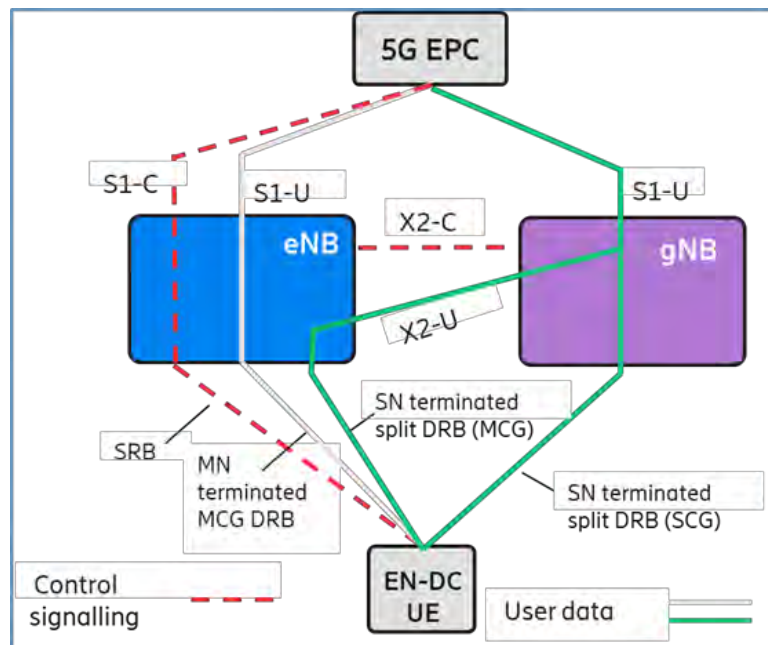 5G EPC
S1-C
S1-U
S1-U
X2-C
eNB
gNB
X2-U
SN terminated
split DRB (MCG)
SRB
MN
terminated
MCG DRB
SN terminated
split DRB (SCG)
EN-DC
UE
Control
signalling
User data